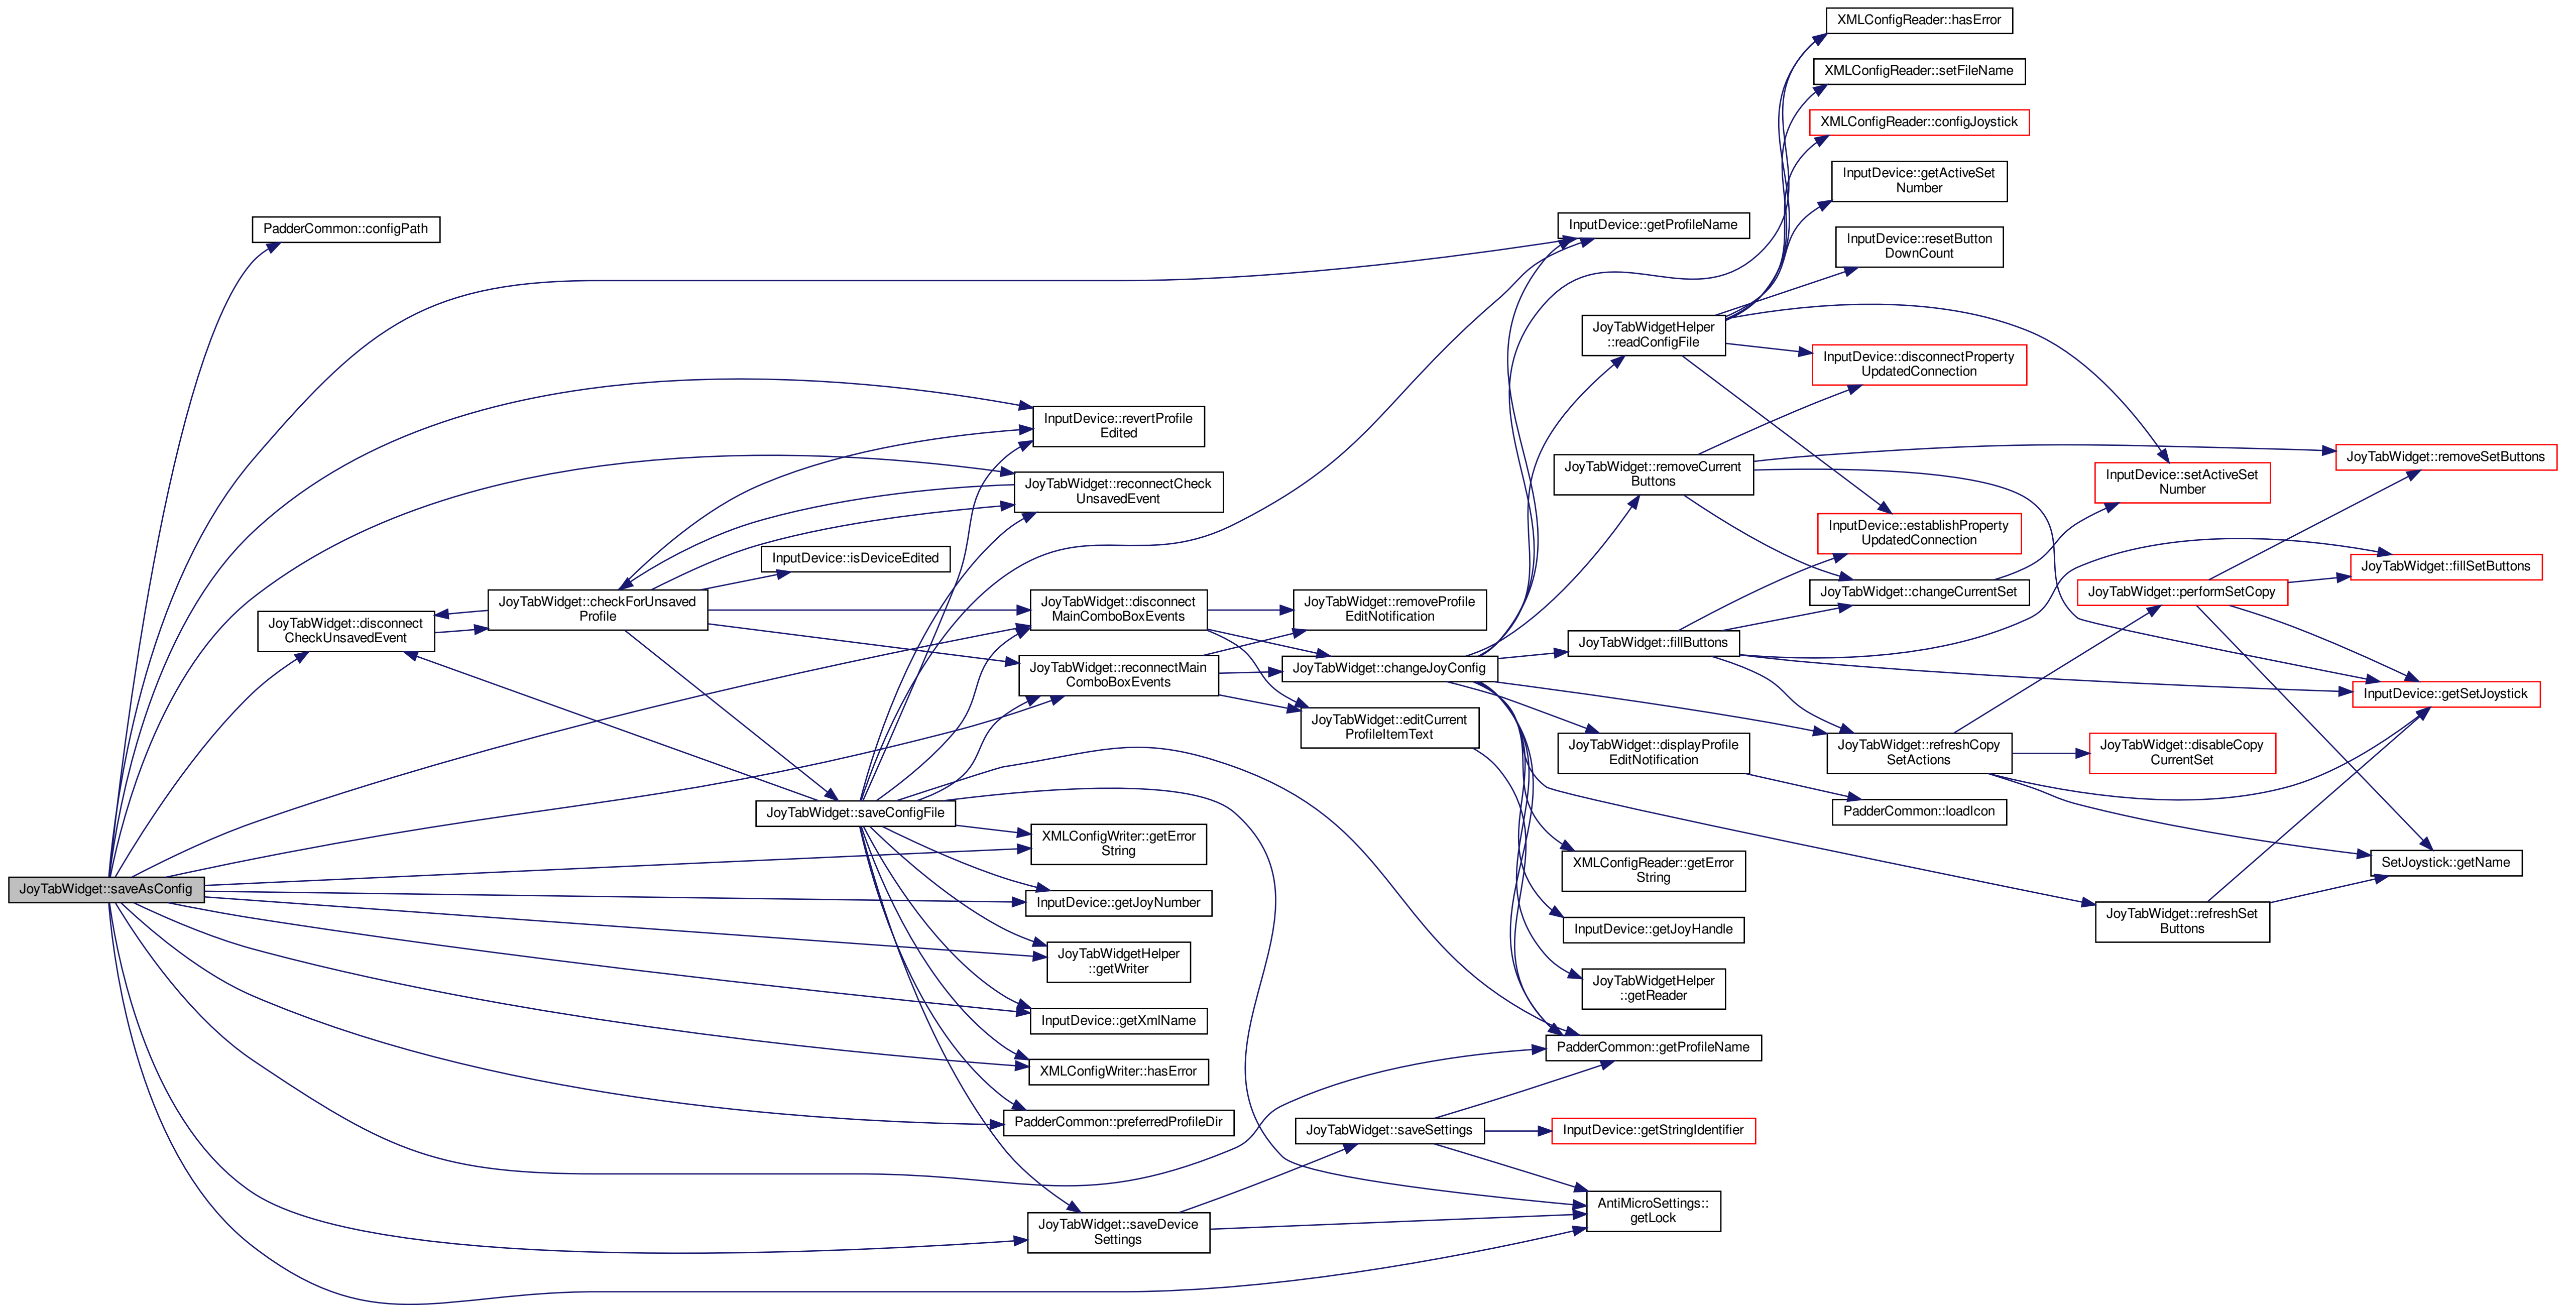 XMLConfigReader::hasError
XMLConfigReader::setFileName
XMLConfigReader::configJoystick
InputDevice::getActiveSet
Number
PadderCommon::configPath
InputDevice::getProfileName
InputDevice::resetButton
DownCount
JoyTabWidgetHelper
::readConfigFile
InputDevice::disconnectProperty
UpdatedConnection
InputDevice::revertProfile
Edited
JoyTabWidget::removeSetButtons
JoyTabWidget::removeCurrent
Buttons
InputDevice::setActiveSet
Number
JoyTabWidget::reconnectCheck
UnsavedEvent
InputDevice::establishProperty
UpdatedConnection
InputDevice::isDeviceEdited
JoyTabWidget::fillSetButtons
JoyTabWidget::changeCurrentSet
JoyTabWidget::performSetCopy
JoyTabWidget::checkForUnsaved
Profile
JoyTabWidget::disconnect
MainComboBoxEvents
JoyTabWidget::removeProfile
EditNotification
JoyTabWidget::disconnect
CheckUnsavedEvent
JoyTabWidget::fillButtons
JoyTabWidget::reconnectMain
ComboBoxEvents
JoyTabWidget::changeJoyConfig
InputDevice::getSetJoystick
JoyTabWidget::editCurrent
ProfileItemText
JoyTabWidget::displayProfile
EditNotification
JoyTabWidget::refreshCopy
SetActions
JoyTabWidget::disableCopy
CurrentSet
JoyTabWidget::saveConfigFile
PadderCommon::loadIcon
XMLConfigWriter::getError
String
XMLConfigReader::getError
String
SetJoystick::getName
JoyTabWidget::saveAsConfig
InputDevice::getJoyNumber
JoyTabWidget::refreshSet
Buttons
InputDevice::getJoyHandle
JoyTabWidgetHelper
::getWriter
JoyTabWidgetHelper
::getReader
InputDevice::getXmlName
PadderCommon::getProfileName
XMLConfigWriter::hasError
PadderCommon::preferredProfileDir
JoyTabWidget::saveSettings
InputDevice::getStringIdentifier
AntiMicroSettings::
getLock
JoyTabWidget::saveDevice
Settings